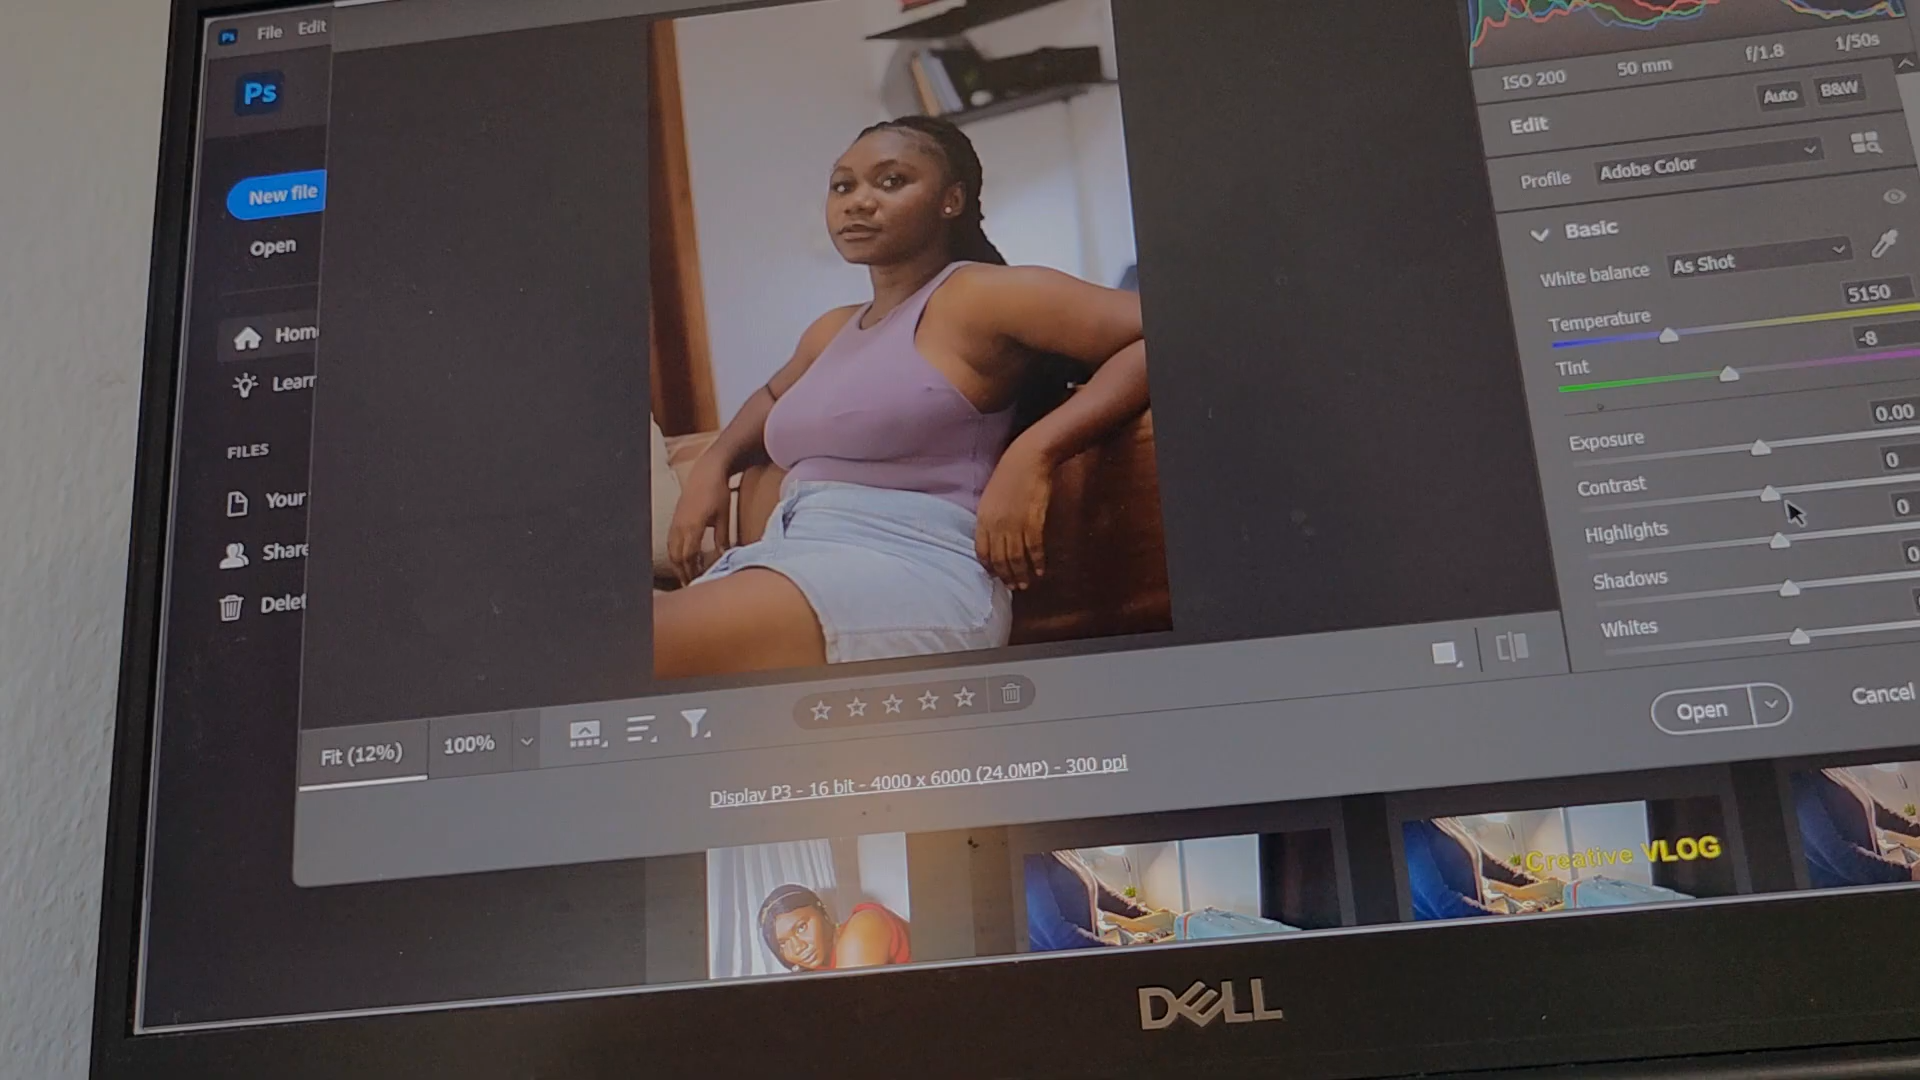 Ps File Edit
Ps
New file
Open
Home
Learn
FILES
Your
Share
Delet
ISO 200 50 mm f/1.8 1/50s
Edit Auto B&W
Profile Adobe Color
Basic
White balance As Shot
Temperature 5150
Tint -8
Exposure 0.00
Contrast 0
Highlights 0
Shadows 0
Whites
Fit (12%) 100%
Open Cancel
Display P3 - 16 bit - 4000 x 6000 (24.0MP) - 300 ppi
Creative VLOG
DELL